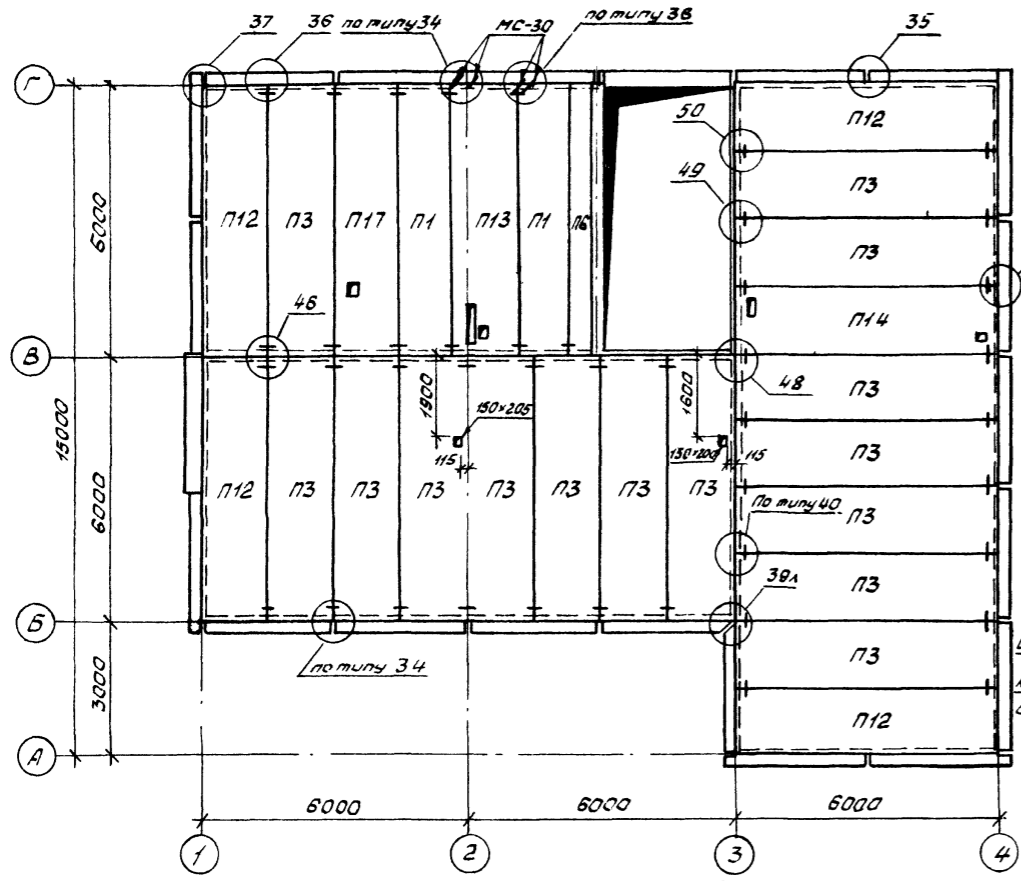 37
36
по типу 34
МС-30
по типу 36
35
Г
50
П12
49
П3
6000
П12
П3
П17
П1
П13
П1
П6
П3
46
П14
В
48
1900
1600
П3
15000
150×205
130×200
115
115
П3
П12
П3
П3
П3
П3
П3
П3
П3
6000
По типу 40
П3
39л
П3
Б
по типу 34
3000
П3
П12
А
6000
6000
6000
1
2
3
4